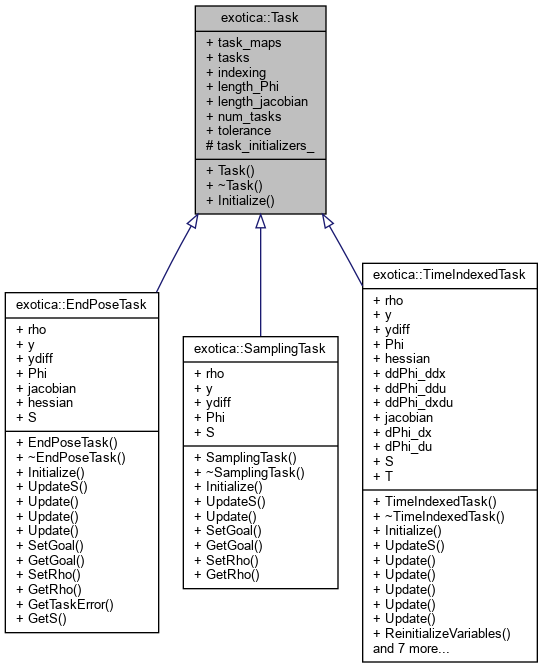 exotica::Task
+ task_maps
+ tasks
+ indexing
+ length_Phi
+ length_jacobian
+ num_tasks
+ tolerance
# task_initializers_
+ Task()
+ ~Task()
+ Initialize()
exotica::EndPoseTask
+ rho
+ y
+ ydiff
+ Phi
+ jacobian
+ hessian
+ S
+ EndPoseTask()
+ ~EndPoseTask()
+ Initialize()
+ UpdateS()
+ Update()
+ Update()
+ Update()
+ SetGoal()
+ GetGoal()
+ SetRho()
+ GetRho()
+ GetTaskError()
+ GetS()
exotica::SamplingTask
+ rho
+ y
+ ydiff
+ Phi
+ S
+ SamplingTask()
+ ~SamplingTask()
+ Initialize()
+ UpdateS()
+ Update()
+ SetGoal()
+ GetGoal()
+ SetRho()
+ GetRho()
exotica::TimeIndexedTask
+ rho
+ y
+ ydiff
+ Phi
+ hessian
+ ddPhi_ddx
+ ddPhi_ddu
+ ddPhi_dxdu
+ jacobian
+ dPhi_dx
+ dPhi_du
+ S
+ T
+ TimeIndexedTask()
+ ~TimeIndexedTask()
+ Initialize()
+ UpdateS()
+ Update()
+ Update()
+ Update()
+ Update()
+ Update()
+ ReinitializeVariables()
and 7 more...